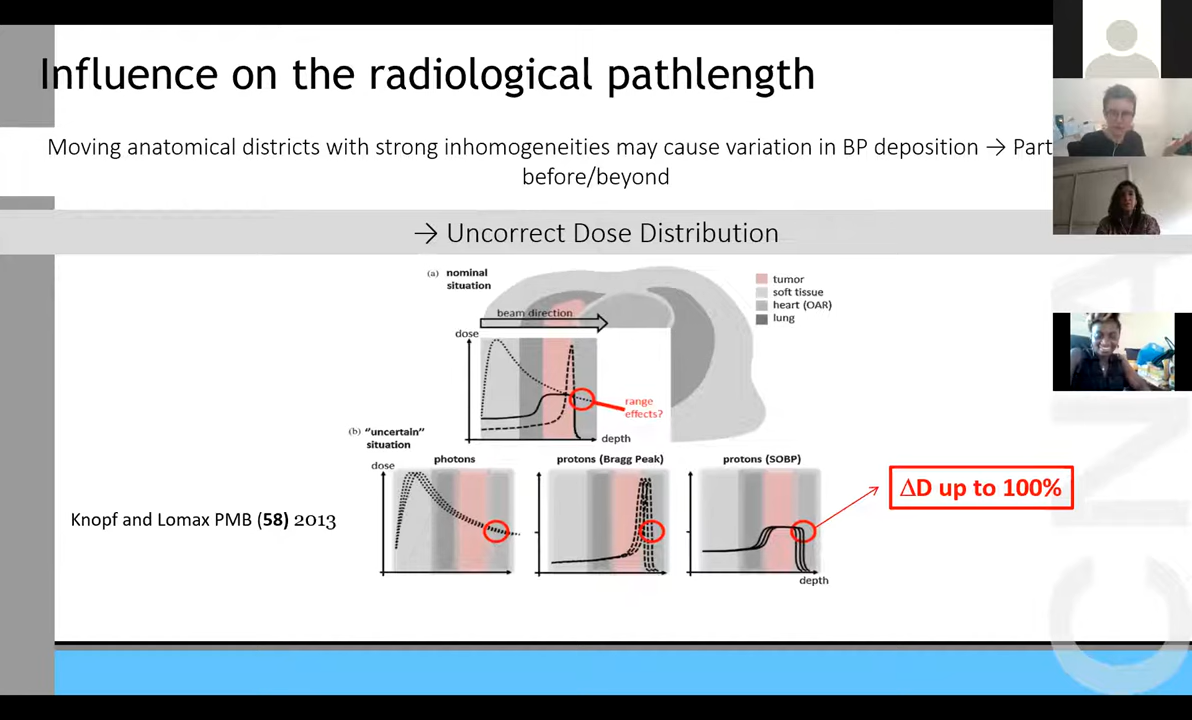 Influence on the radiological pathlength
Moving anatomical districts with strong inhomogeneities may cause variation in BP deposition → Part
before/beyond
→ Uncorrect Dose Distribution
(a) nominal
situation
beam direction
dose
range
effects?
depth
tumor
soft tissue
heart (OAR)
lung
(b) "uncertain"
situation
dose
photons
protons (Bragg Peak)
protons (SOBP)
depth
ΔD up to 100%
Knopf and Lomax PMB (58) 2013
CNA